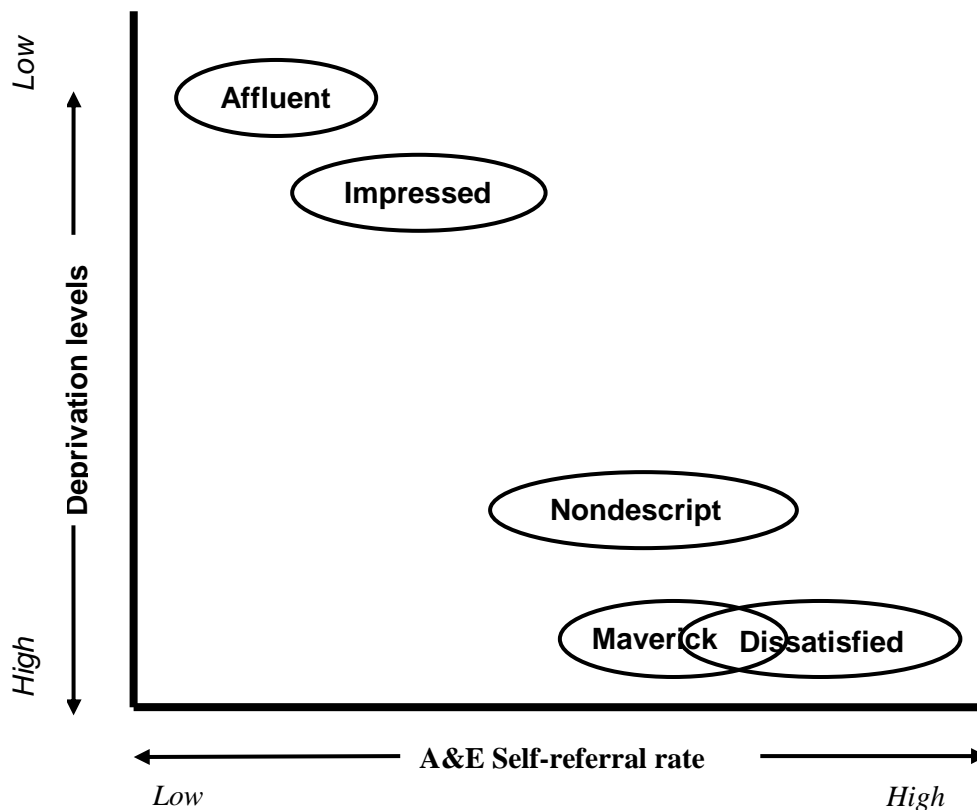 Low
Affluent
Impressed
Deprivation levels
Nondescript
Maverick
Dissatisfied
High
A&E Self-referral rate
Low
High